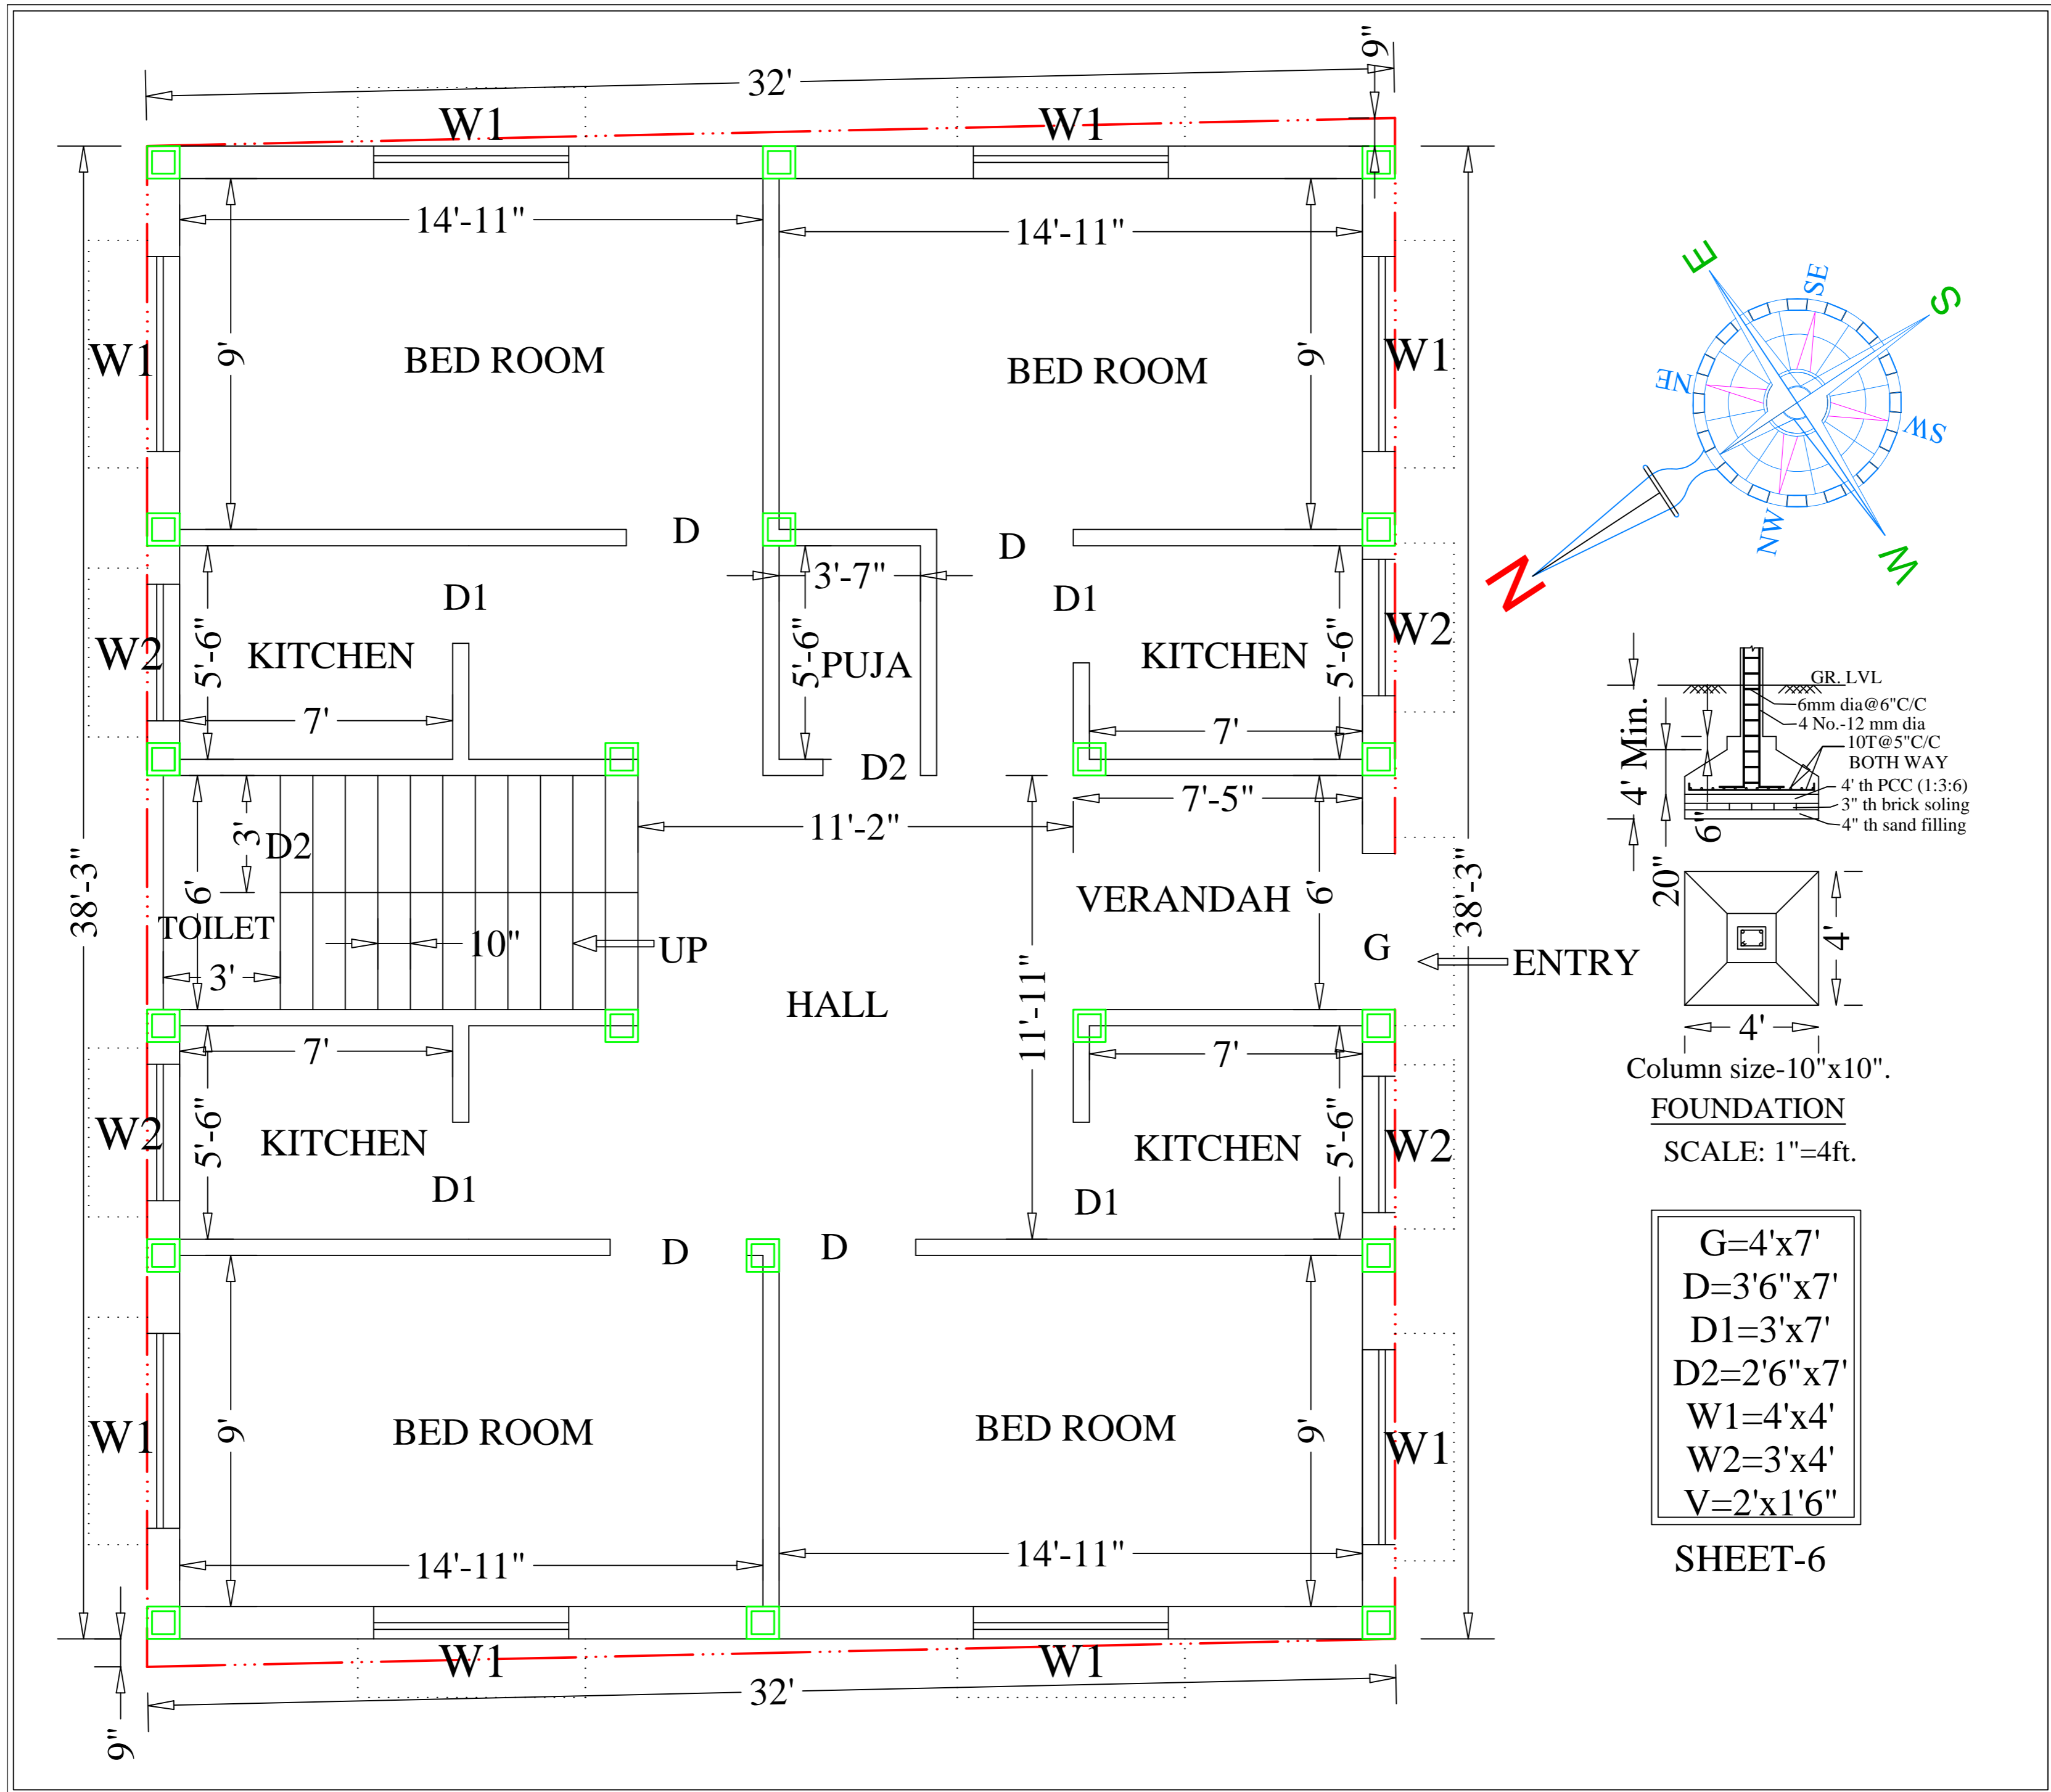 9"
32'
W1
W1
14'-11"
14'-11"
9'
9'
W1
BED ROOM
BED ROOM
W1
D
D
3'-7"
D1
D1
W2
5'-6"
KITCHEN
5'-6"
PUJA
KITCHEN
5'-6"
W2
7'
7'
D2
7'-5"
11'-2"
3'
D2
38'-3"
6'
TOILET
10"
UP
3'
VERANDAH
6'
38'-3"
G
ENTRY
HALL
11'-11"
7'
7'
W2
5'-6"
KITCHEN
KITCHEN
5'-6"
W2
D1
D1
D
D
9'
9'
W1
BED ROOM
BED ROOM
W1
14'-11"
14'-11"
W1
W1
32'
9"
E
SE
S
NE
SW
N
NW
W
GR. LVL
6mm dia@6"C/C
4 No.-12 mm dia
10T@5"C/C
BOTH WAY
4' th PCC (1:3:6)
3" th brick soling
4" th sand filling
4' Min.
6"
20"
4'
4'
Column size-10"x10".
FOUNDATION
SCALE: 1"=4ft.
G=4'x7'
D=3'6"x7'
D1=3'x7'
D2=2'6"x7'
W1=4'x4'
W2=3'x4'
V=2'x1'6"
SHEET-6